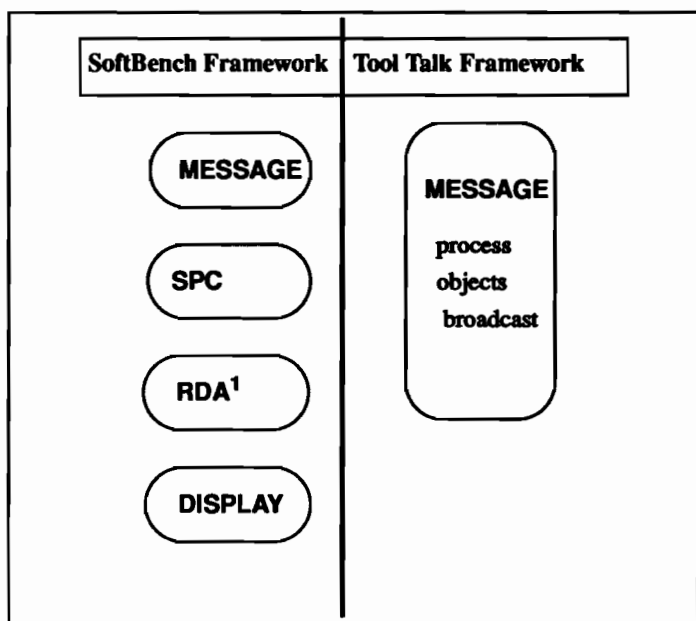 SoftBench Framework
Tool Talk Framework
MESSAGE
SPC
RDA¹
DISPLAY
MESSAGE
process
objects
broadcast